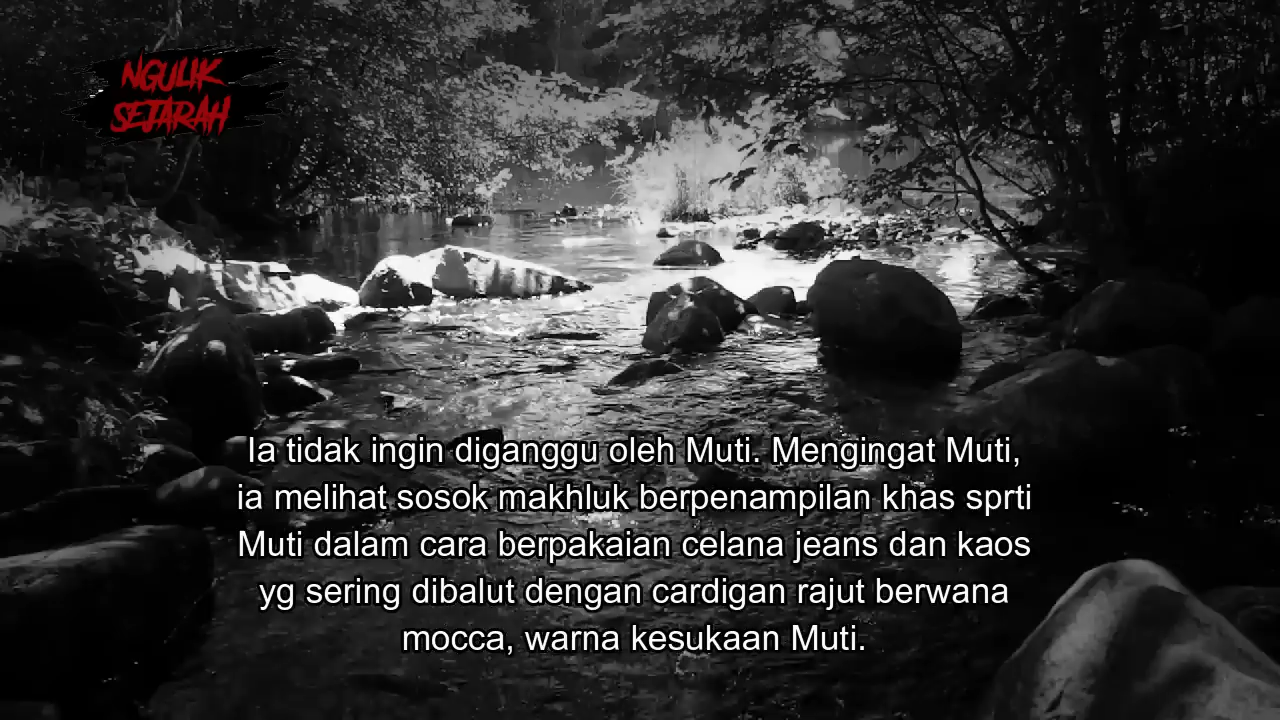 NGULIK
SEJARAH
Ia tidak ingin diganggu oleh Muti. Mengingat Muti,
ia melihat sosok makhluk berpenampilan khas sprti
Muti dalam cara berpakaian celana jeans dan kaos
yg sering dibalut dengan cardigan rajut berwana
mocca, warna kesukaan Muti.